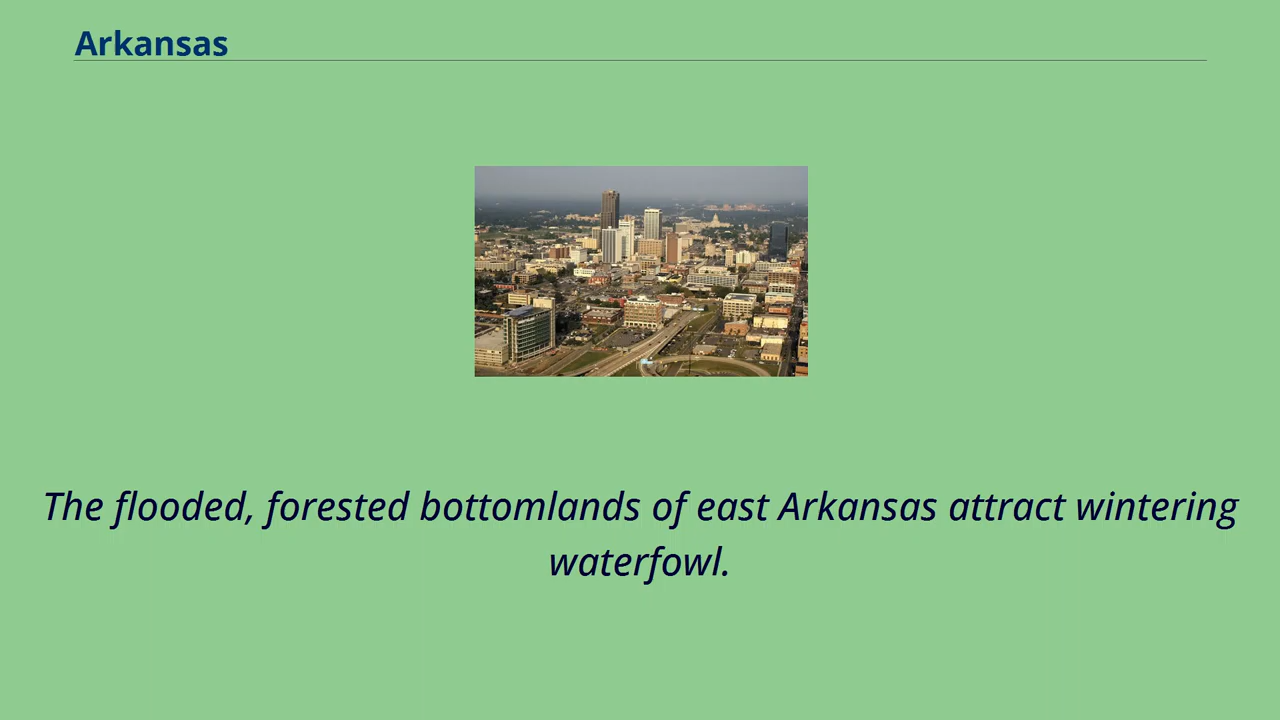 Arkansas
The flooded, forested bottomlands of east Arkansas attract wintering
waterfowl.